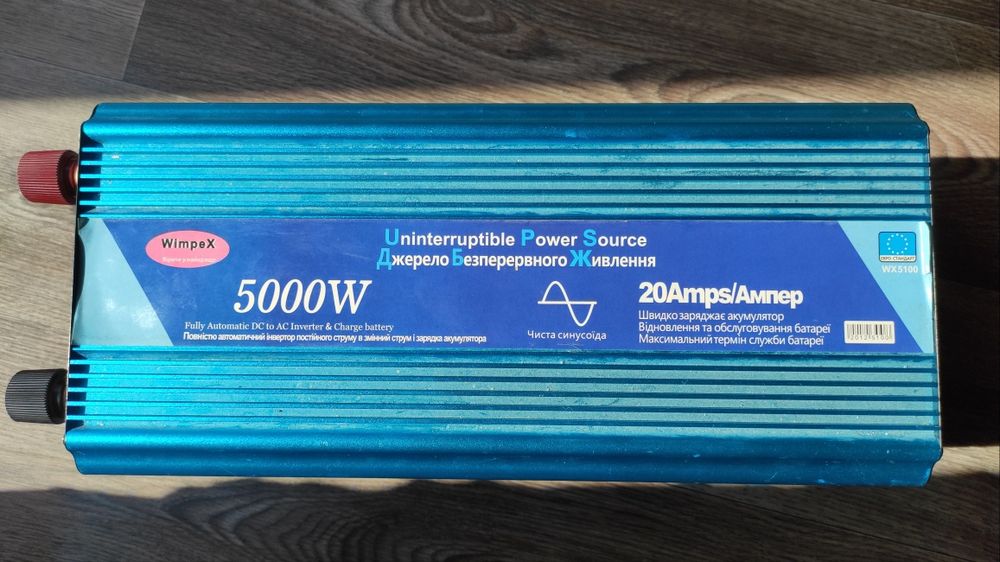 WimpeX
Uninterruptible Power Source
Джерело Безперервного Живлення
5000W
Fully Automatic DC to AC Inverter & Charge battery
Повністю автоматичний інвертор постійного струму в змінний струм і зарядка акумулятора
Чиста синусоїда
20Amps/Ампер
Швидко заряджає акумулятор
Відновлення та обслуговування батареї
Максимальний термін служби батареї
ЄВРО СТАНДАРТ
WX5100